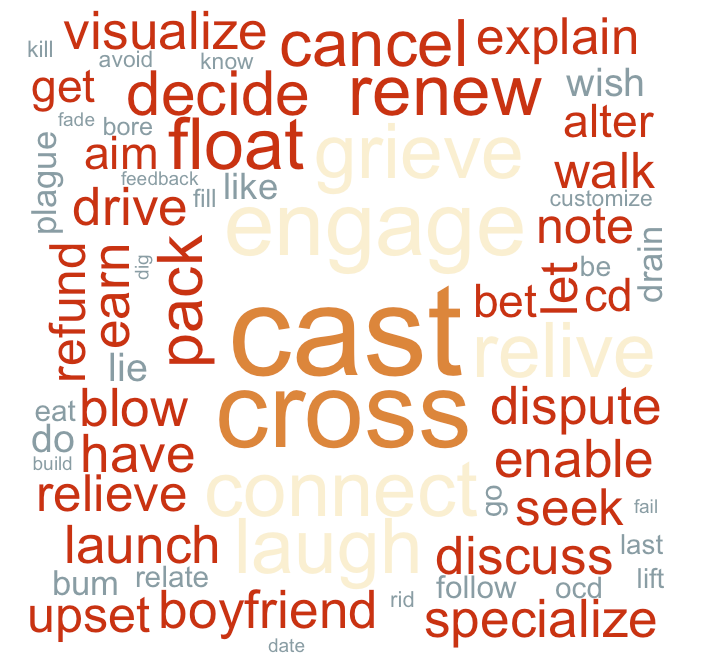 visualize
cancel
explain
kill
avoid
know
get
decide
renew
wish
fade
bore
float
grieve
alter
plague
aim
feedback
fill
like
walk
customize
drive
engage
note
drain
refund
earn
dig
pack
let
be
cd
bet
cast
relive
lie
cross
eat
blow
dispute
do
have
build
enable
relieve
connect
go
seek
fail
launch
laugh
discuss
last
bum
relate
follow
ocd
lift
upset
boyfriend
rid
specialize
date